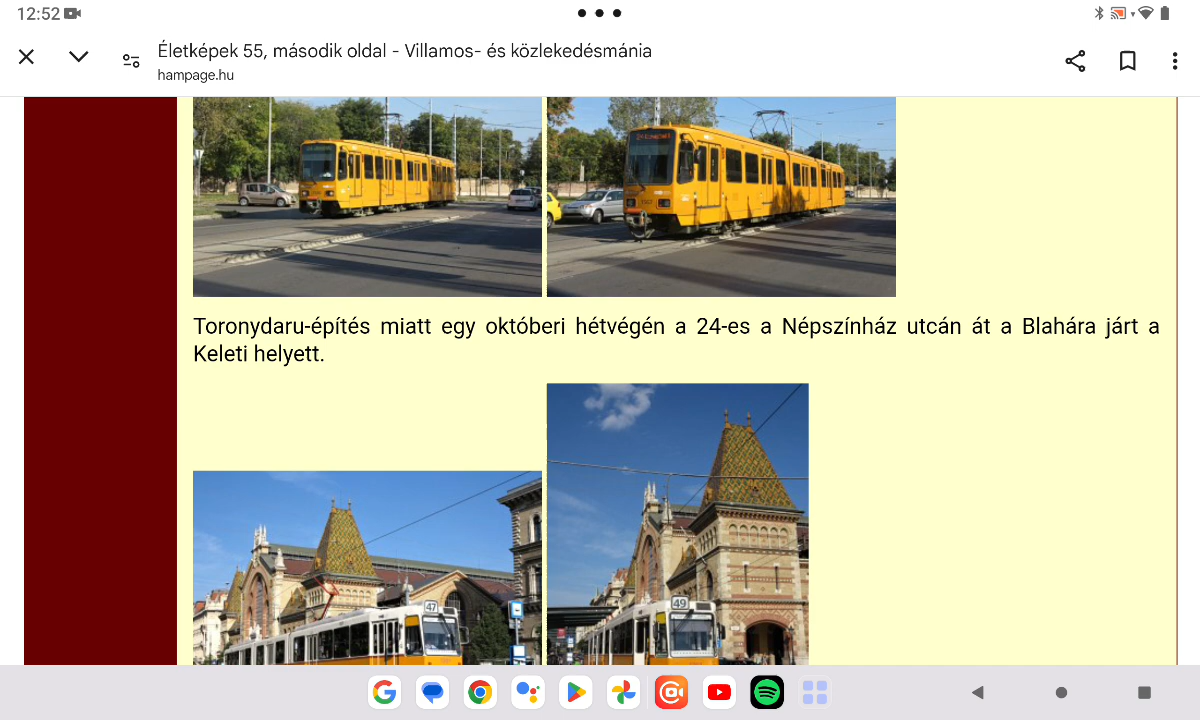 12:52
Életképek 55, második oldal - Villamos- és közlekedésmánia
hampage.hu
Toronydaru-építés miatt egy októberi hétvégén a 24-es a Népszínház utcán át a Blahára járt a
Keleti helyett.
47
49